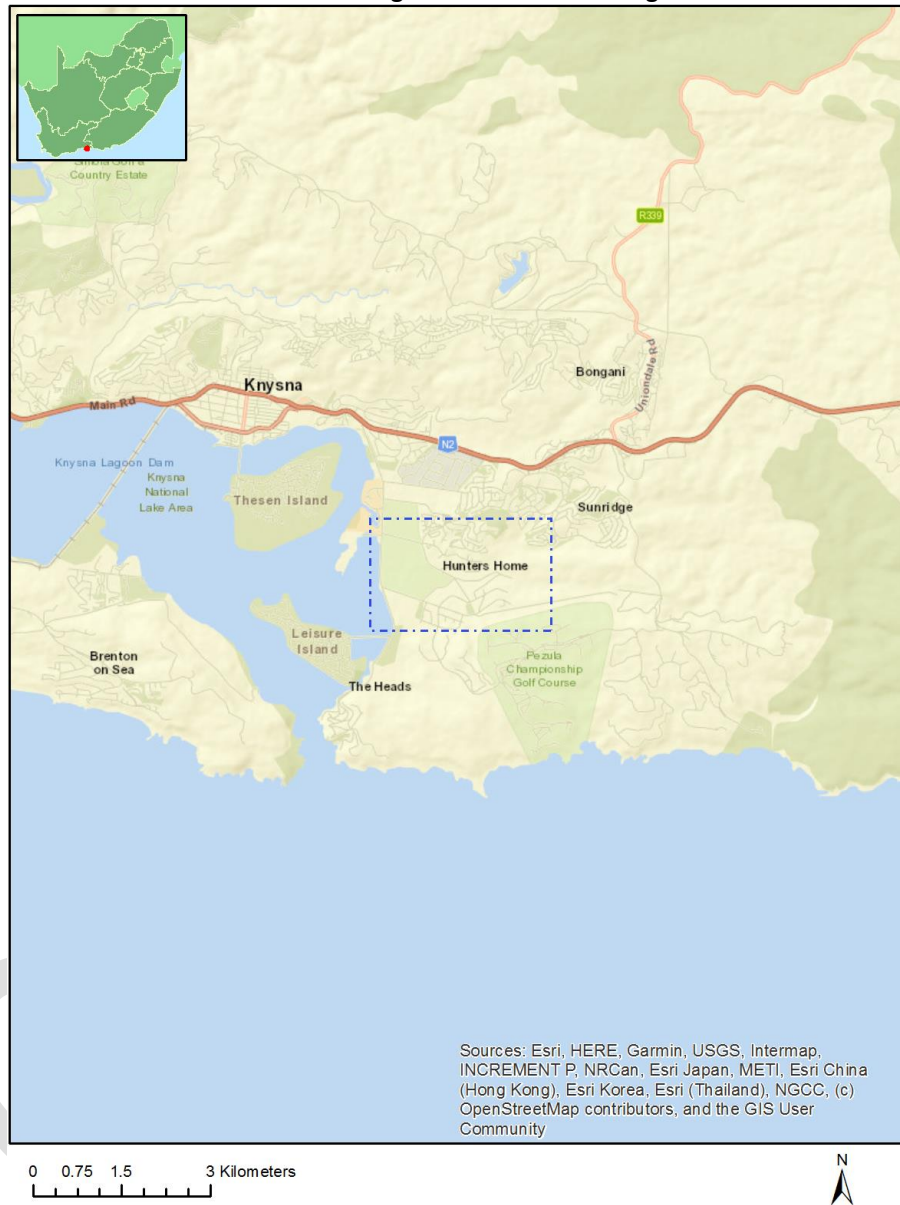 Country Estate
R339
Bongani
Uniondale Rd
Knysna
Main Rd
N2
Knysna Lagoon Dam
Knysna
National
Lake Area
Thesen Island
Sunridge
Hunters Home
Leisure
Island
Brenton
on Sea
Pezula
Championship
Golf Course
The Heads
Sources: Esri, HERE, Garmin, USGS, Intermap,
INCREMENT P, NRCan, Esri Japan, METI, Esri China
(Hong Kong), Esri Korea, Esri (Thailand), NGCC, (c)
OpenStreetMap contributors, and the GIS User
Community
0 0.75 1.5 3 Kilometers
N